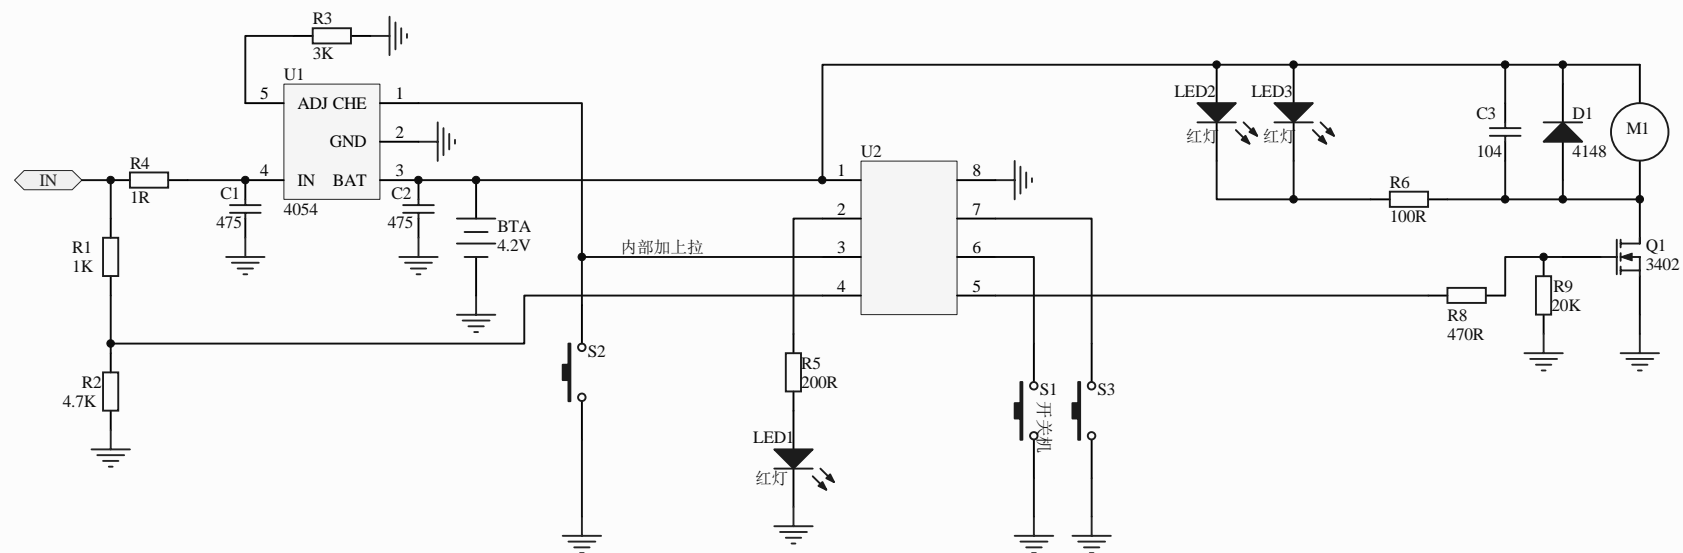 R3
3K
U1
5
ADJ CHE
1
GND
2
IN
R4
1R
4
IN
BAT
3
4054
C1
475
C2
475
BTA
4.2V
R1
1K
R2
4.7K
内部加上拉
S2
U2
1
2
3
4
8
7
6
5
R5
200R
LED1
红灯
S1
开关机
S3
LED2
红灯
LED3
红灯
C3
104
D1
4148
M1
R6
100R
Q1
3402
R8
470R
R9
20K